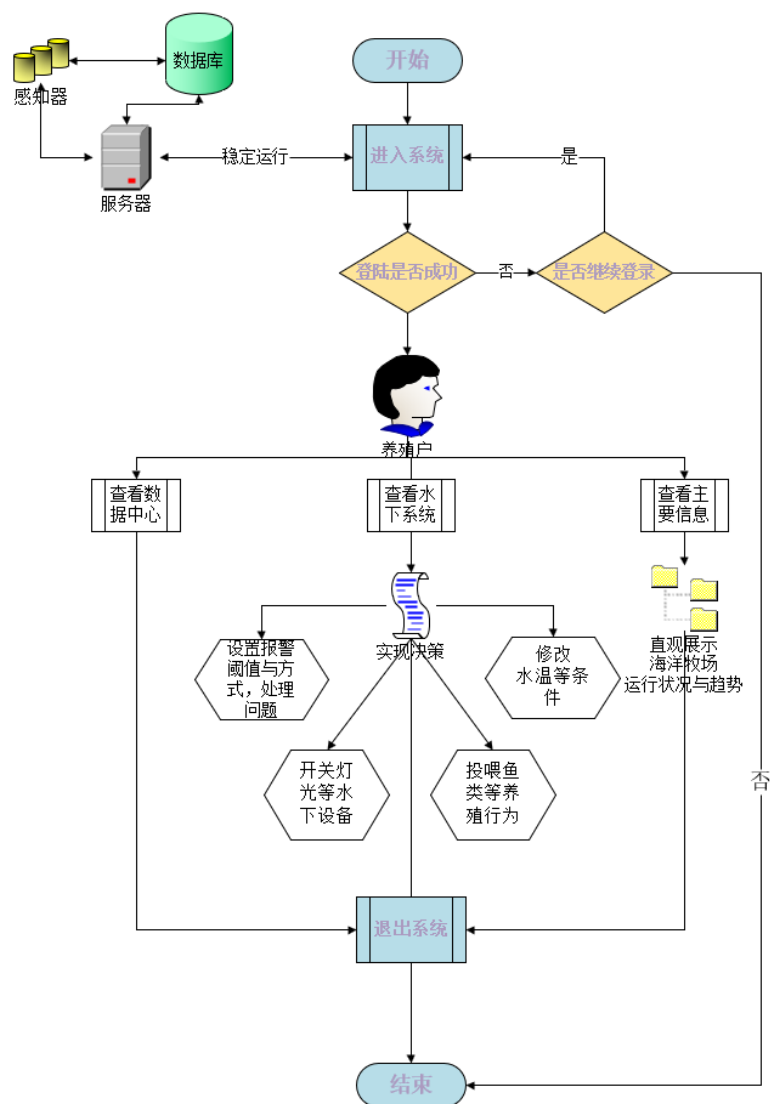 数据库
开始
感知器
进入系统
稳定运行
是
服务器
登陆是否成功
否
是否继续登录
养殖户
查看数
据中心
查看水
下系统
查看主
要信息
实现决策
设置报警
阈值与方
式，处理
问题
修改
水温等条
件
直观展示
海洋牧场
运行状况与趋势
开关灯
光等水
下设备
投喂鱼
类等养
殖行为
否
退出系统
结束